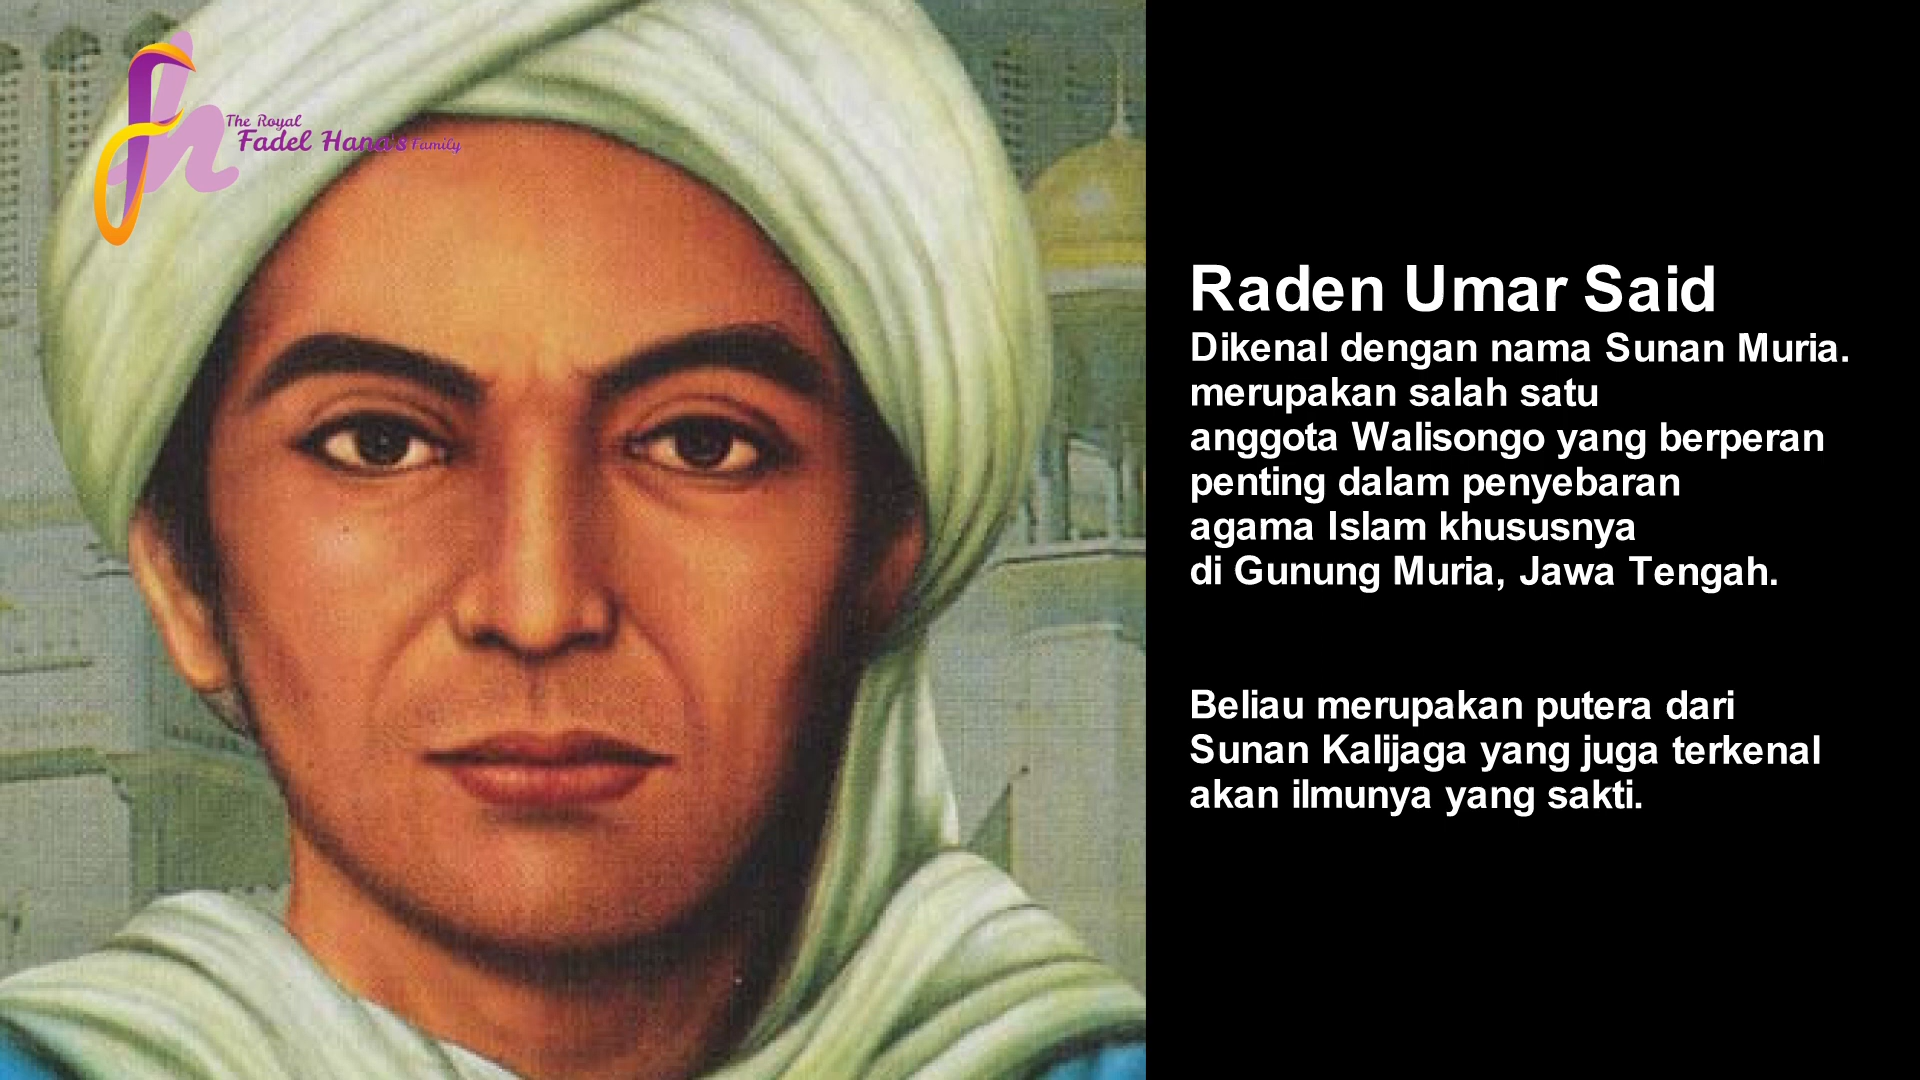 The Royal
Fadel Hana's Family
Raden Umar Said
Dikenal dengan nama Sunan Muria.
merupakan salah satu
anggota Walisongo yang berperan
penting dalam penyebaran
agama Islam khususnya
di Gunung Muria, Jawa Tengah.
Beliau merupakan putera dari
Sunan Kalijaga yang juga terkenal
akan ilmunya yang sakti.